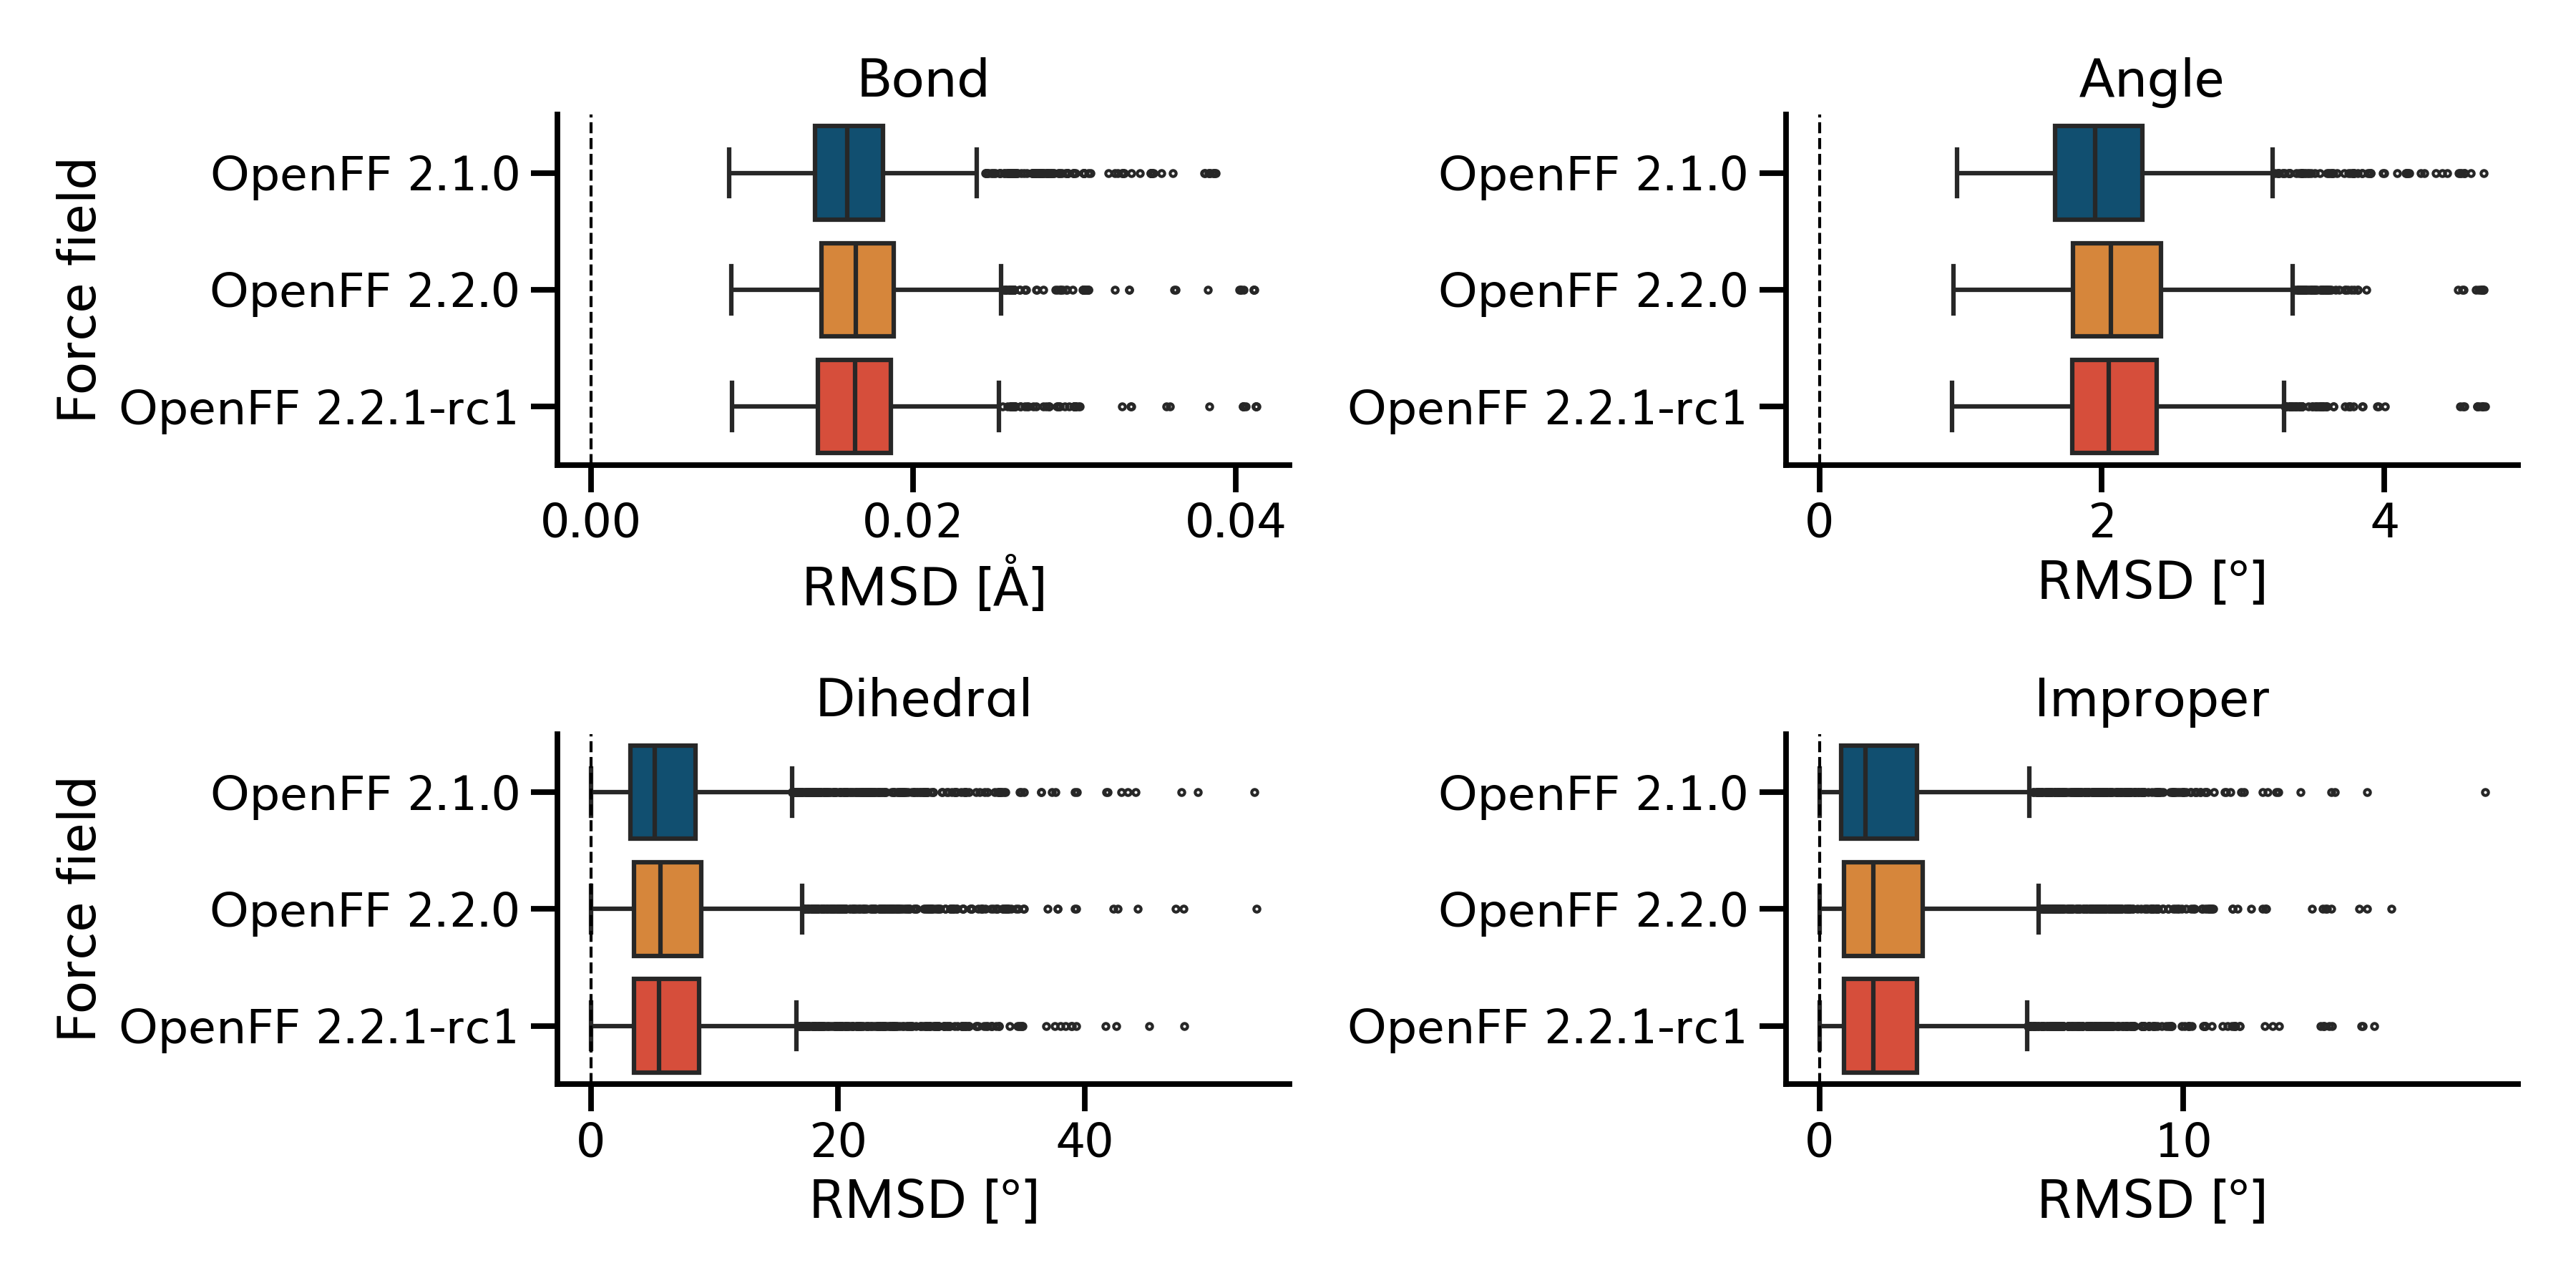 Bond
Force field
OpenFF 2.1.0
OpenFF 2.2.0
OpenFF 2.2.1-rc1
0.00 0.02 0.04
RMSD [Å]
Angle
OpenFF 2.1.0
OpenFF 2.2.0
OpenFF 2.2.1-rc1
0 2 4
RMSD [°]
Dihedral
Force field
OpenFF 2.1.0
OpenFF 2.2.0
OpenFF 2.2.1-rc1
0 20 40
RMSD [°]
Improper
OpenFF 2.1.0
OpenFF 2.2.0
OpenFF 2.2.1-rc1
0 10
RMSD [°]